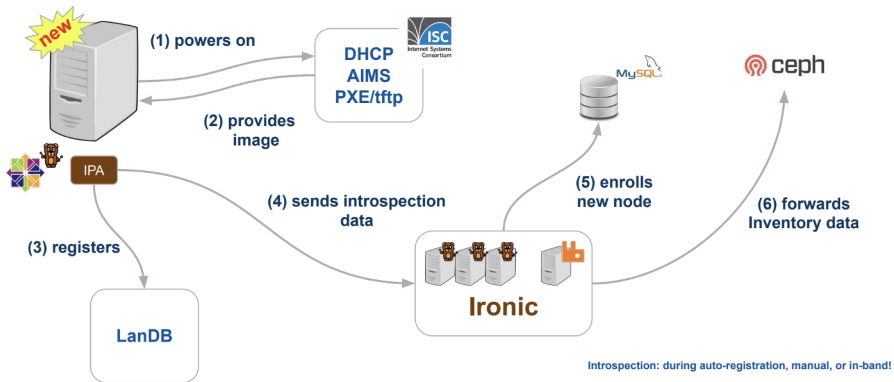 new
(1) powers on
DHCP
AIMS
PXE/tftp
ISC
Internet Systems
Consortium
(2) provides
image
MySQL
ceph
IPA
(3) registers
(4) sends introspection
data
(5) enrolls
new node
(6) forwards
Inventory data
Ironic
LanDB
Introspection: during auto-registration, manual, or in-band!